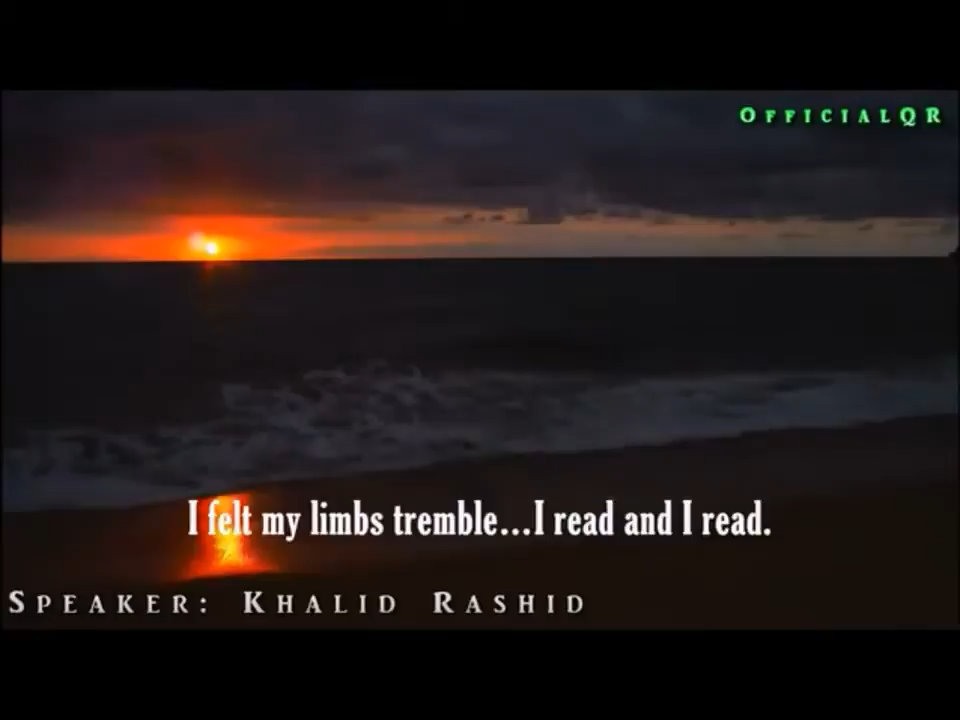 OfficialQR
I felt my limbs tremble...I read and I read.
Speaker: Khalid Rashid